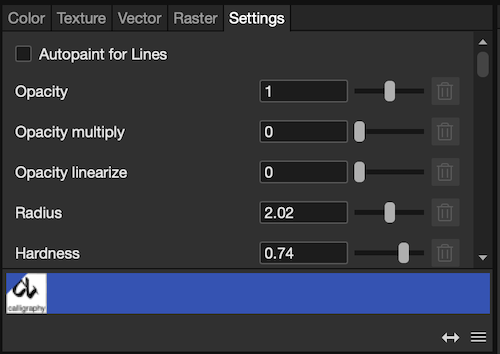 Color Texture Vector Raster Settings
Autopaint for Lines
Opacity 1
Opacity multiply 0
Opacity linearize 0
Radius 2.02
Hardness 0.74
calligraphy